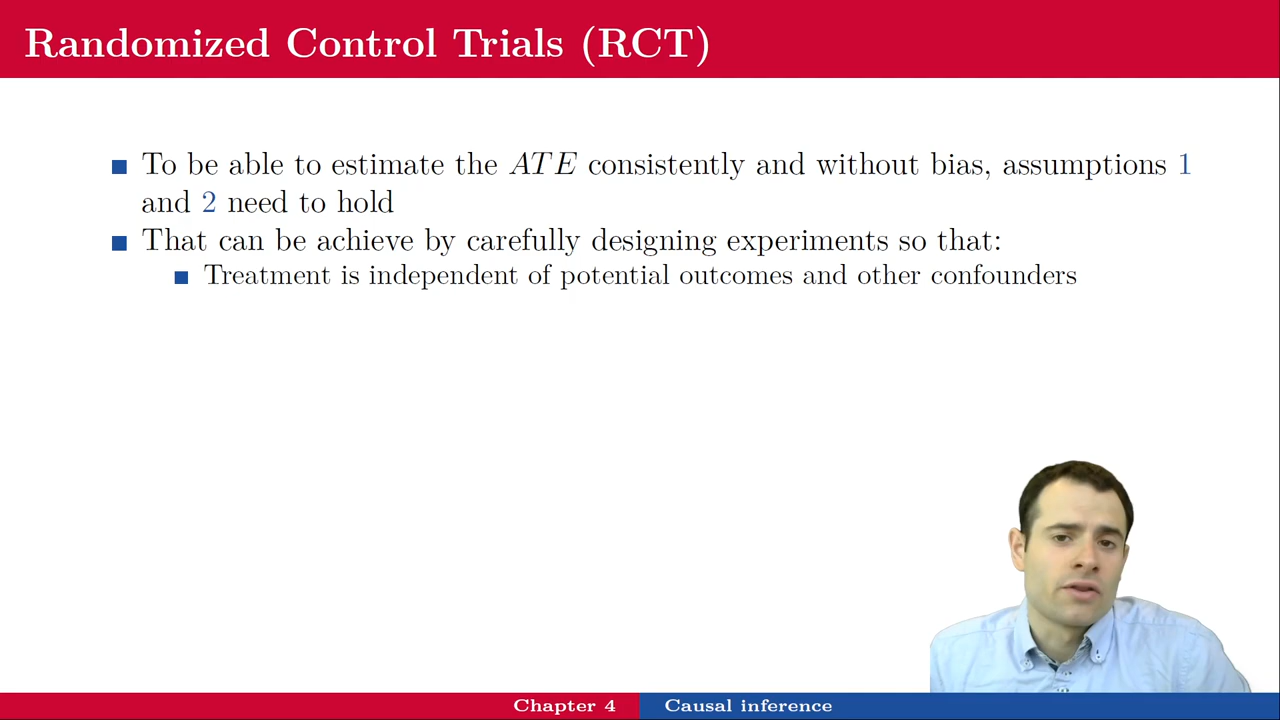 Randomized Control Trials (RCT)
To be able to estimate the ATE consistently and without bias, assumptions 1
and 2 need to hold
That can be achieve by carefully designing experiments so that:
Treatment is independent of potential outcomes and other confounders
Chapter 4
Causal inference